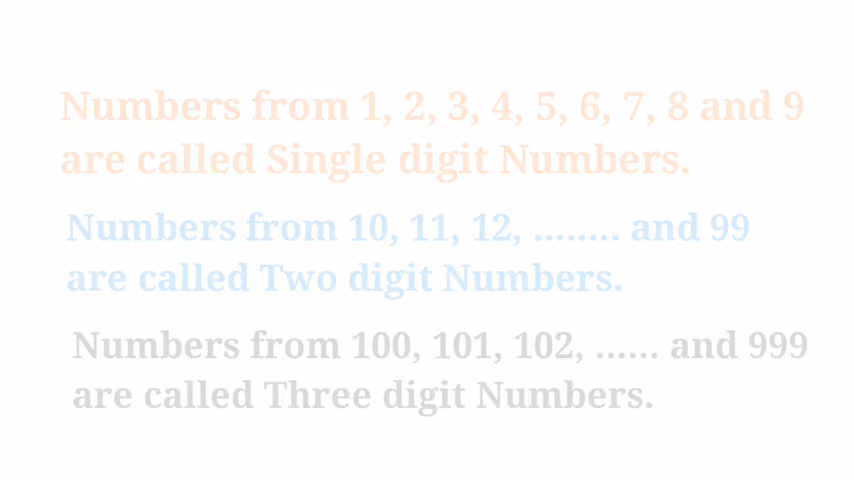 Numbers from 1, 2, 3, 4, 5, 6, 7, 8 and 9
are called Single digit Numbers.
Numbers from 10, 11, 12, ........ and 99
are called Two digit Numbers.
Numbers from 100, 101, 102, ...... and 999
are called Three digit Numbers.